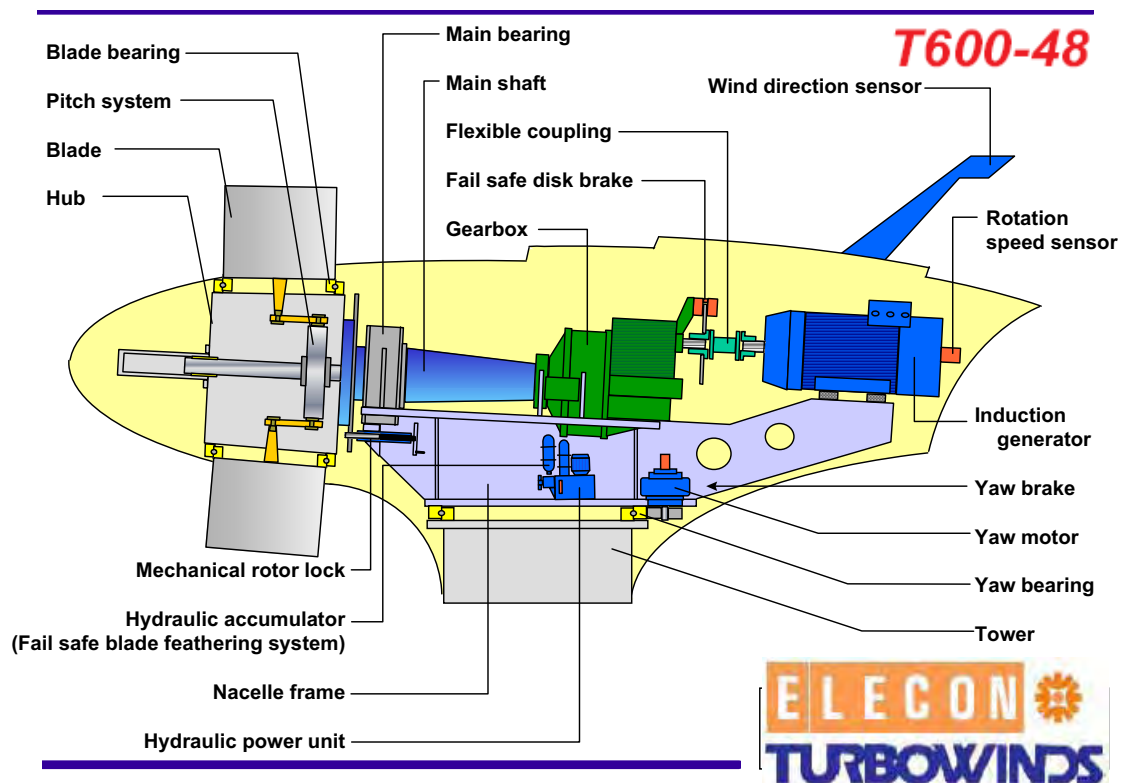 T600-48
Blade bearing
Pitch system
Blade
Hub
Main bearing
Main shaft
Flexible coupling
Fail safe disk brake
Gearbox
Wind direction sensor
Rotation
speed sensor
Induction
generator
Yaw brake
Yaw motor
Yaw bearing
Tower
Mechanical rotor lock
Hydraulic accumulator
(Fail safe blade feathering system)
Nacelle frame
Hydraulic power unit
ELECON
TURBOWINDS